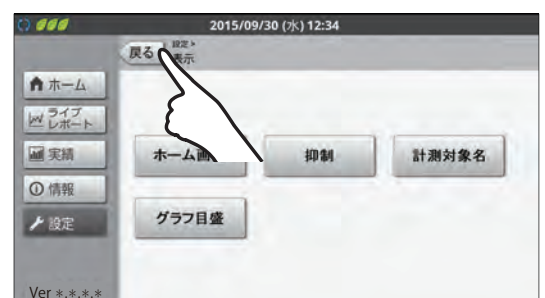 2015/09/30 (水) 12:34
戻る
設定>
表示
ホーム
ライブ
レポート
実績
情報
設定
ホーム画
抑制
計測対象名
グラフ目盛
Ver *.*.*.*